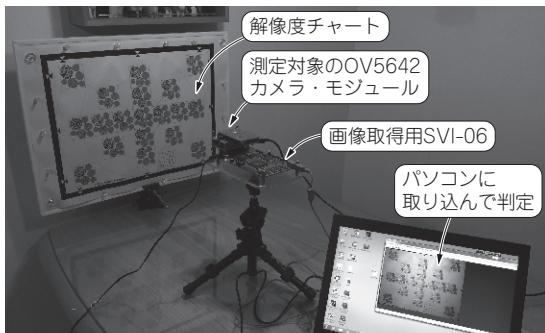 解像度チャート
測定対象のOV5642
カメラ・モジュール
画像取得用SVI-06
パソコンに
取り込んで判定